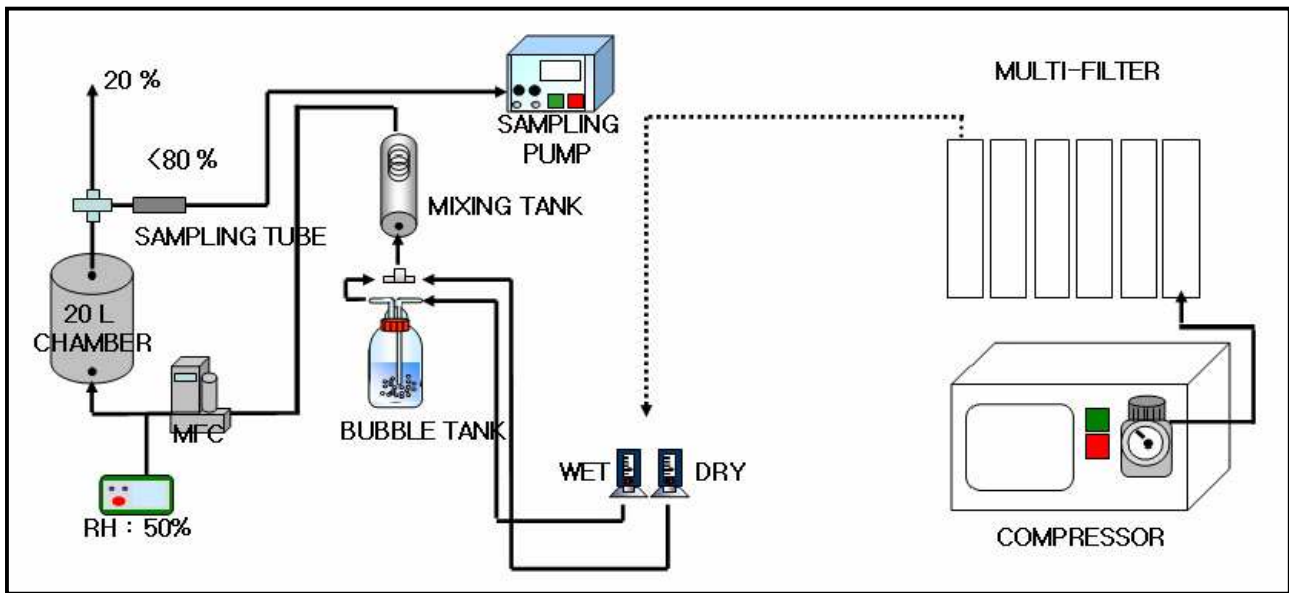 20 %
<80 %
SAMPLING TUBE
20 L
CHAMBER
MFC
RH : 50%
SAMPLING
PUMP
MIXING TANK
BUBBLE TANK
WET
DRY
MULTI-FILTER
COMPRESSOR